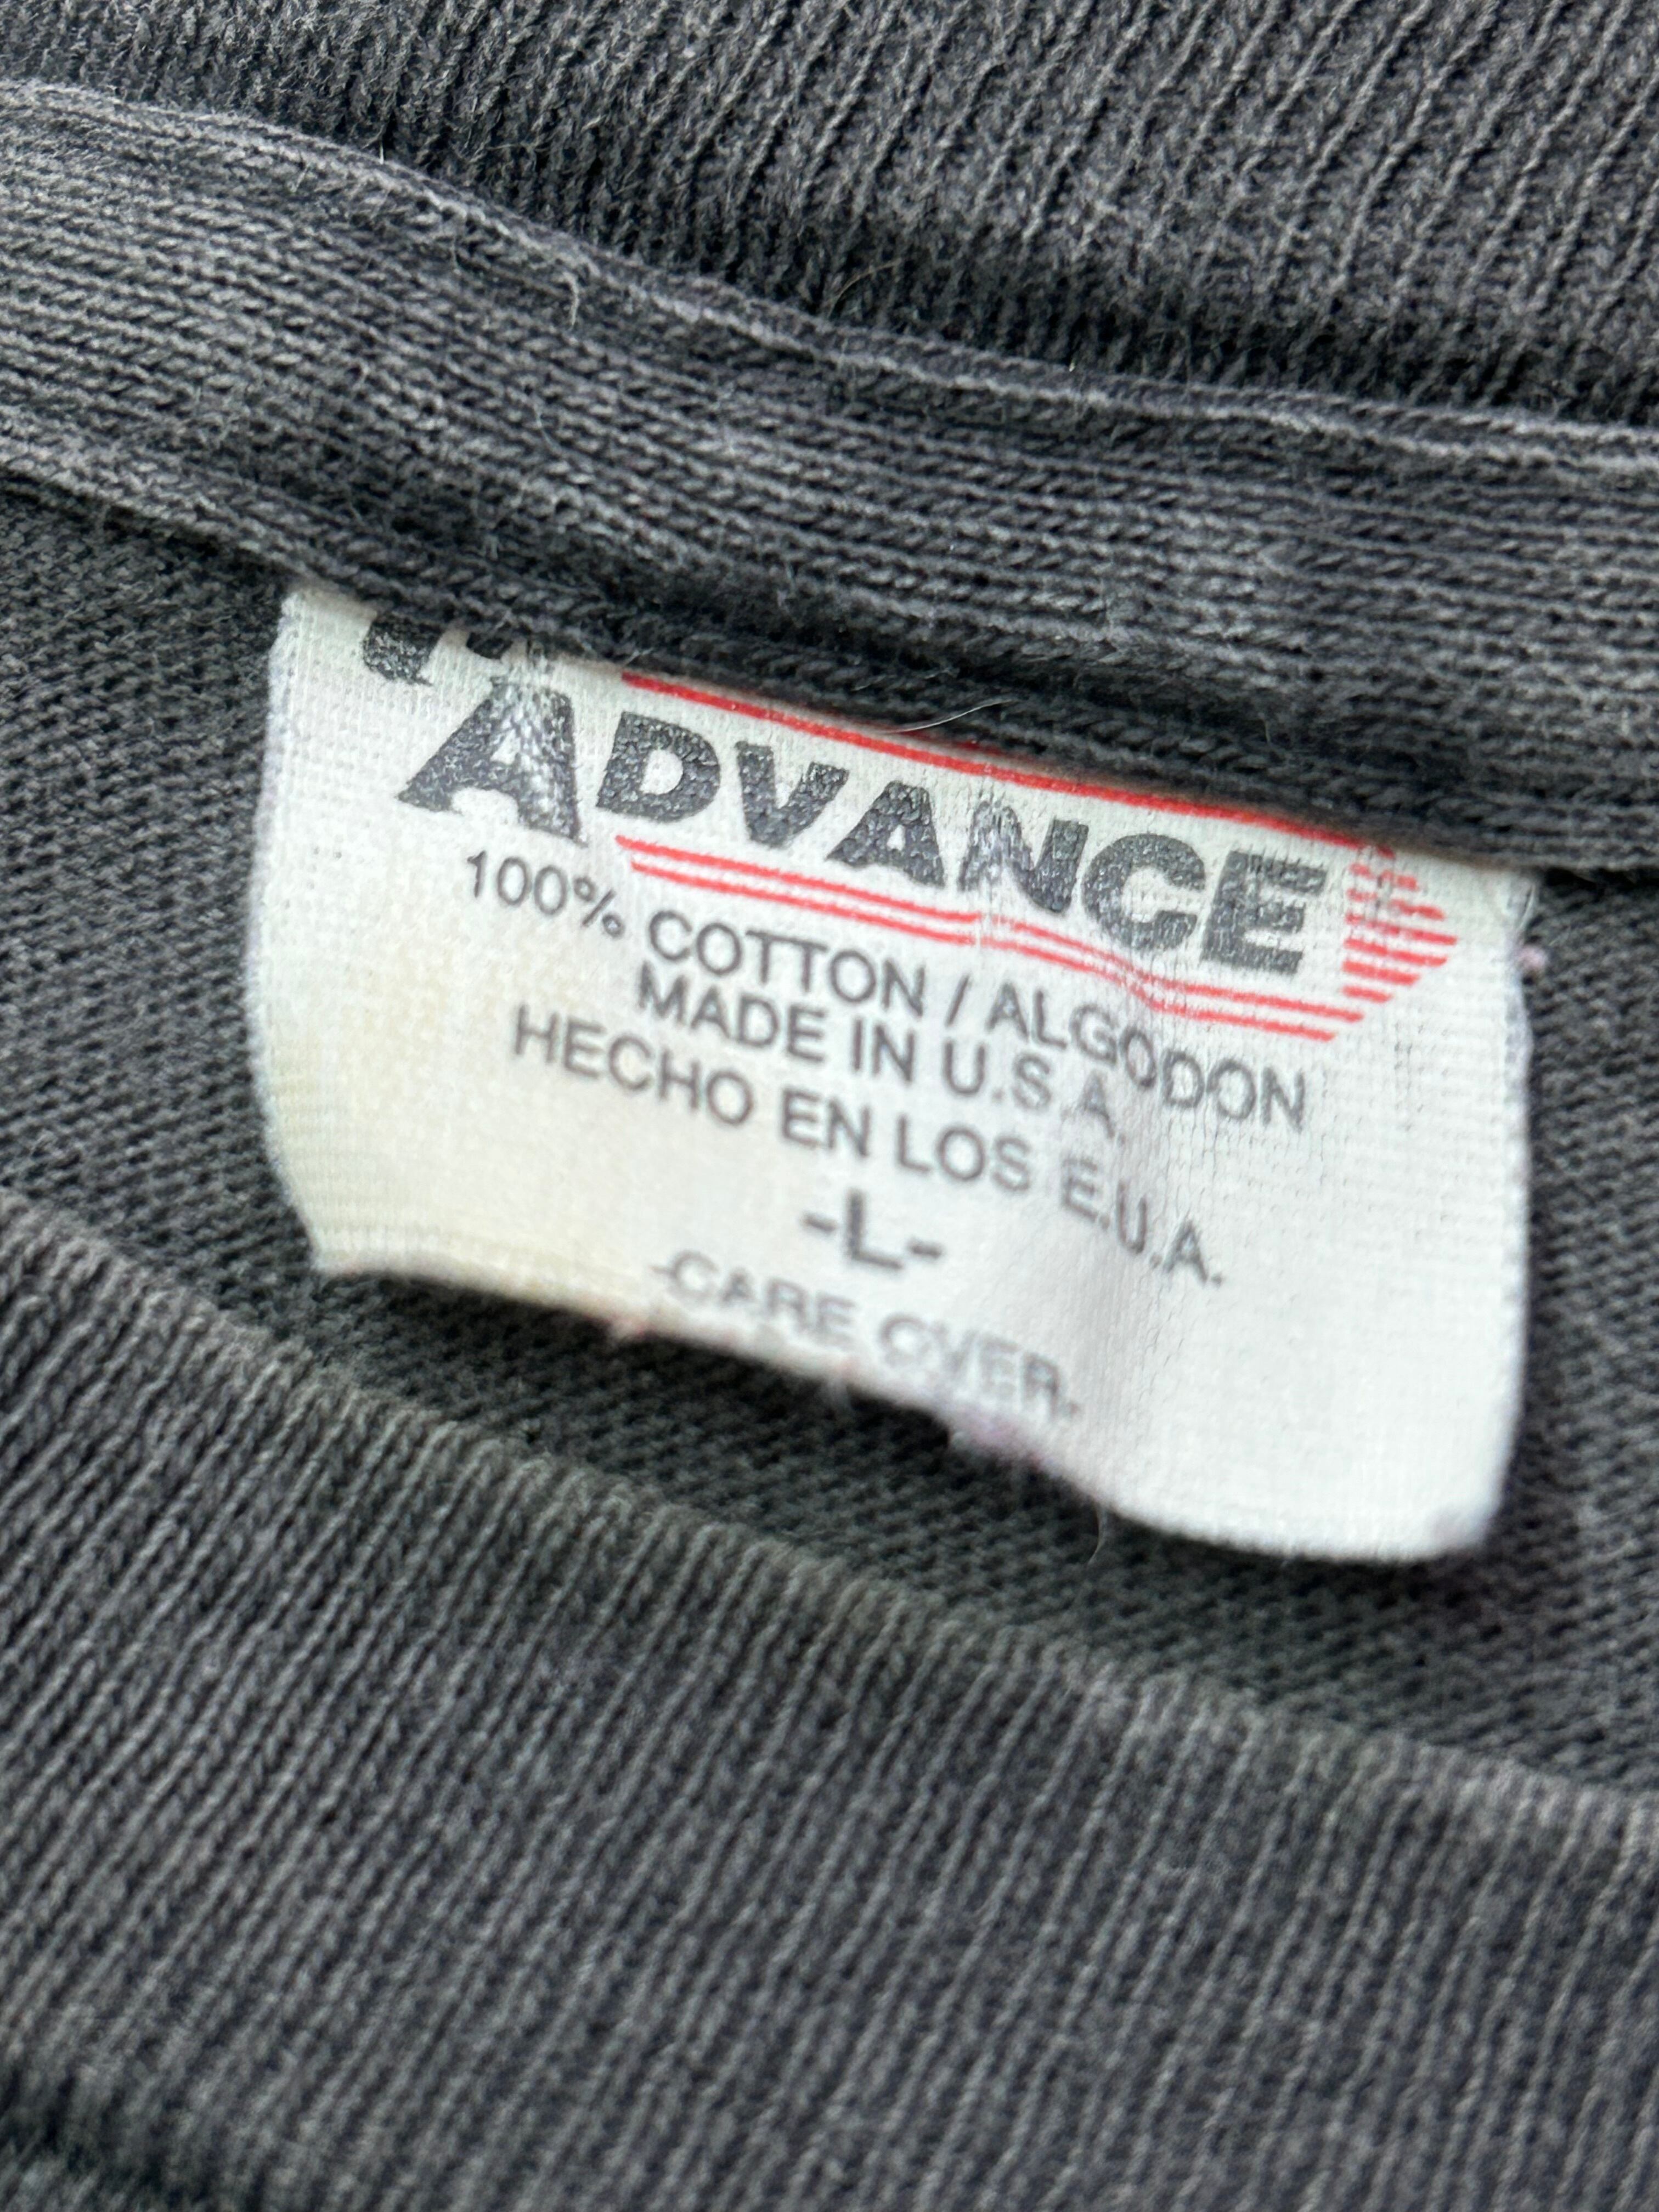 ADVANCE
100% COTTON / ALGODON
MADE IN U.S.A.
HECHO EN LOS E.U.A.
-L-
CARE OVER.